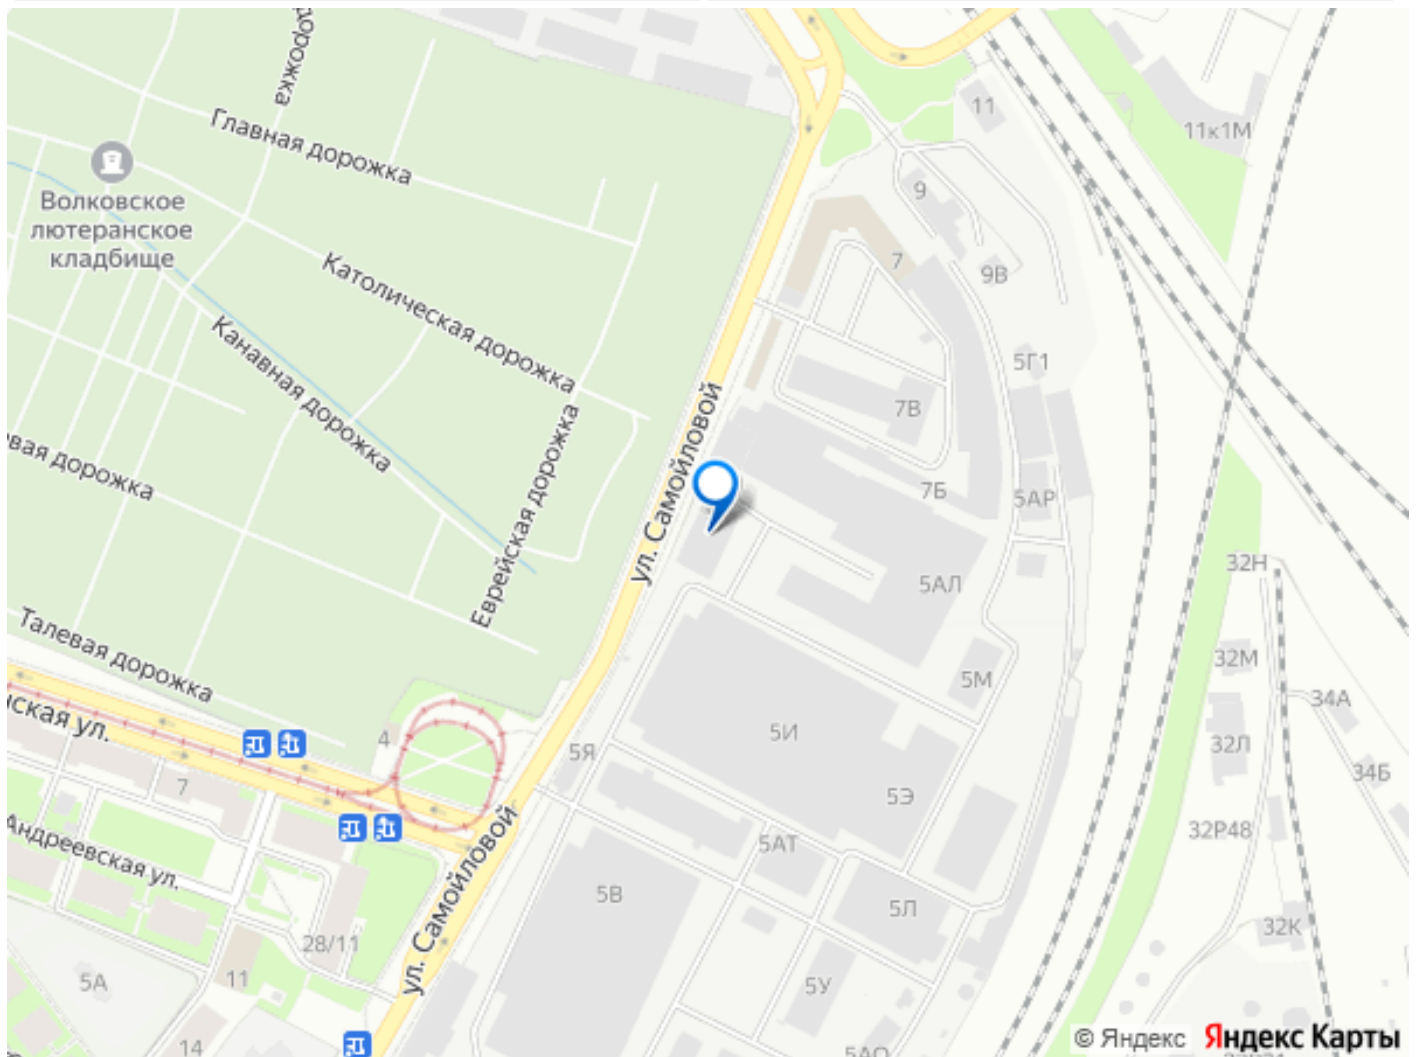 дорожка
11
11к1М
Главная дорожка
Волковское
лютеранское
кладбище
9
7
9В
Католическая дорожка
Канавная дорожка
5Г1
ул. Самойловой
7В
Еврейская дорожка
вая дорожка
7Б
5АР
5АЛ
32Н
Талевая дорожка
5М
32М
34А
ская ул.
4
5Я
5И
32Л
34Б
7
5Э
Андреевская ул.
ул. Самойловой
5АТ
32Р48
5В
5Л
28/11
32К
5А
11
5У
14
5АО
© Яндекс Яндекс Карты